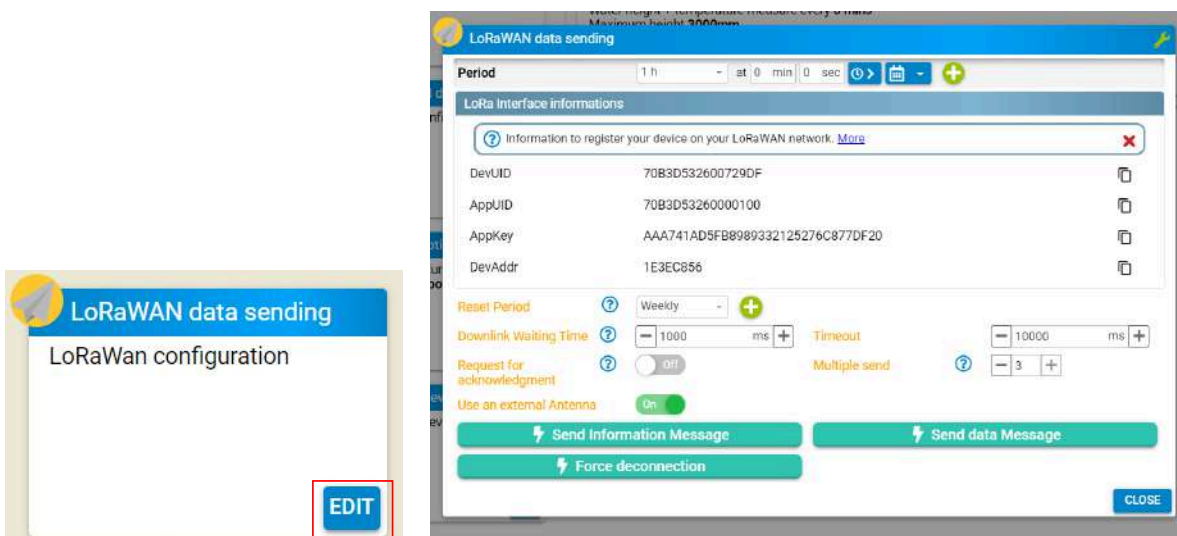 LoRaWAN data sending
LoRaWan configuration
EDIT
Maximum height 3000mm
LoRaWAN data sending
Period 1 h at 0 min 0 sec
LoRa Interface informations
Information to register your device on your LoRaWAN network. More
DevUID 70B3D532600729DF
AppUID 70B3D53260000100
AppKey AAA741AD5FB8989332125276C877DF20
DevAddr 1E3EC856
Reset Period Weekly
Downlink Waiting Time 1000 ms Timeout 10000 ms
Request for acknowledgment Off Multiple send 3
Use an external Antenna On
Send Information Message Send data Message
Force deconnection
CLOSE